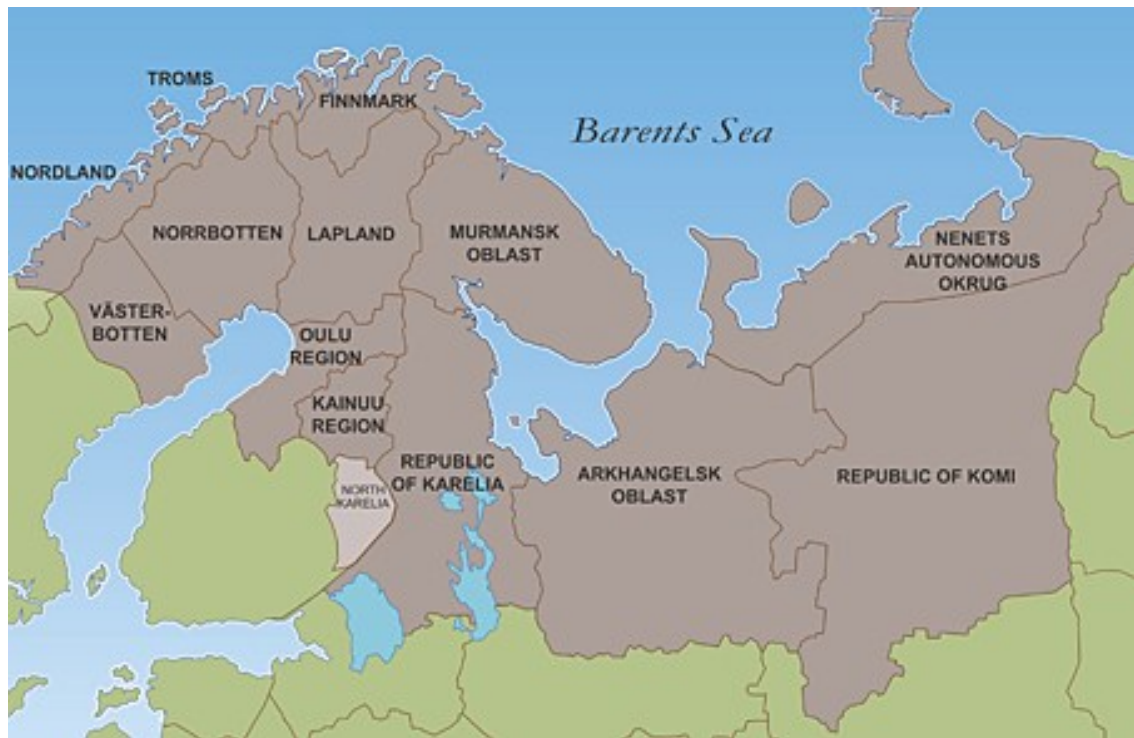 TROMS
FINNMARK
Barents Sea
NORDLAND
NORRBOTTEN
LAPLAND
MURMANSK
OBLAST
NENETS
AUTONOMOUS
OKRUG
VÄSTER-
BOTTEN
OULU
REGION
KAINUU
REGION
REPUBLIC
OF KARELIA
ARKHANGELSK
OBLAST
REPUBLIC OF KOMI
NORTH
KARELIA